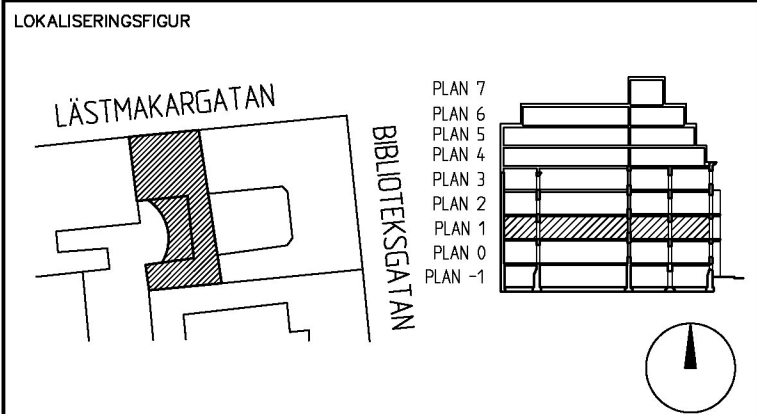 LOKALISERINGSFIGUR
LÄSTMAKARGATAN
BIBLIOTEKSGATAN
PLAN 7
PLAN 6
PLAN 5
PLAN 4
PLAN 3
PLAN 2
PLAN 1
PLAN 0
PLAN -1